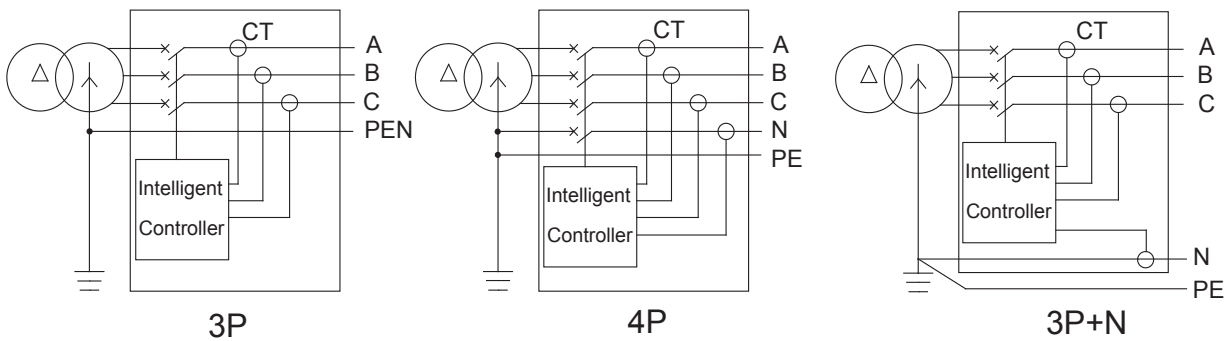 CT
A
B
C
PEN
Intelligent
Controller
3P
CT
A
B
C
N
PE
Intelligent
Controller
4P
CT
A
B
C
Intelligent
Controller
N
PE
3P+N